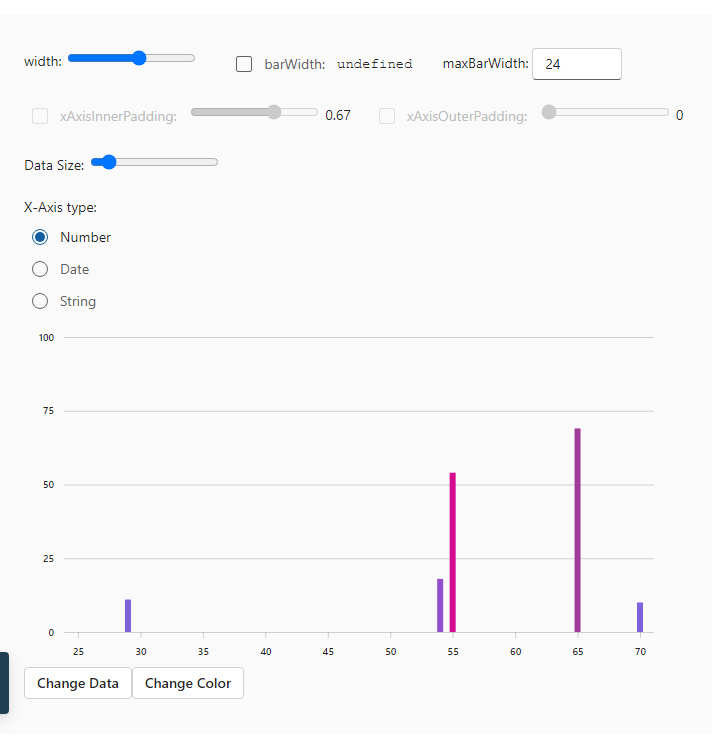 width: barWidth: undefined maxBarWidth: 24
xAxisInnerPadding: 0.67 xAxisOuterPadding: 0
Data Size:
X-Axis type:
Number
Date
String
100
75
50
25
0
25 30 35 40 45 50 55 60 65 70
Change Data Change Color